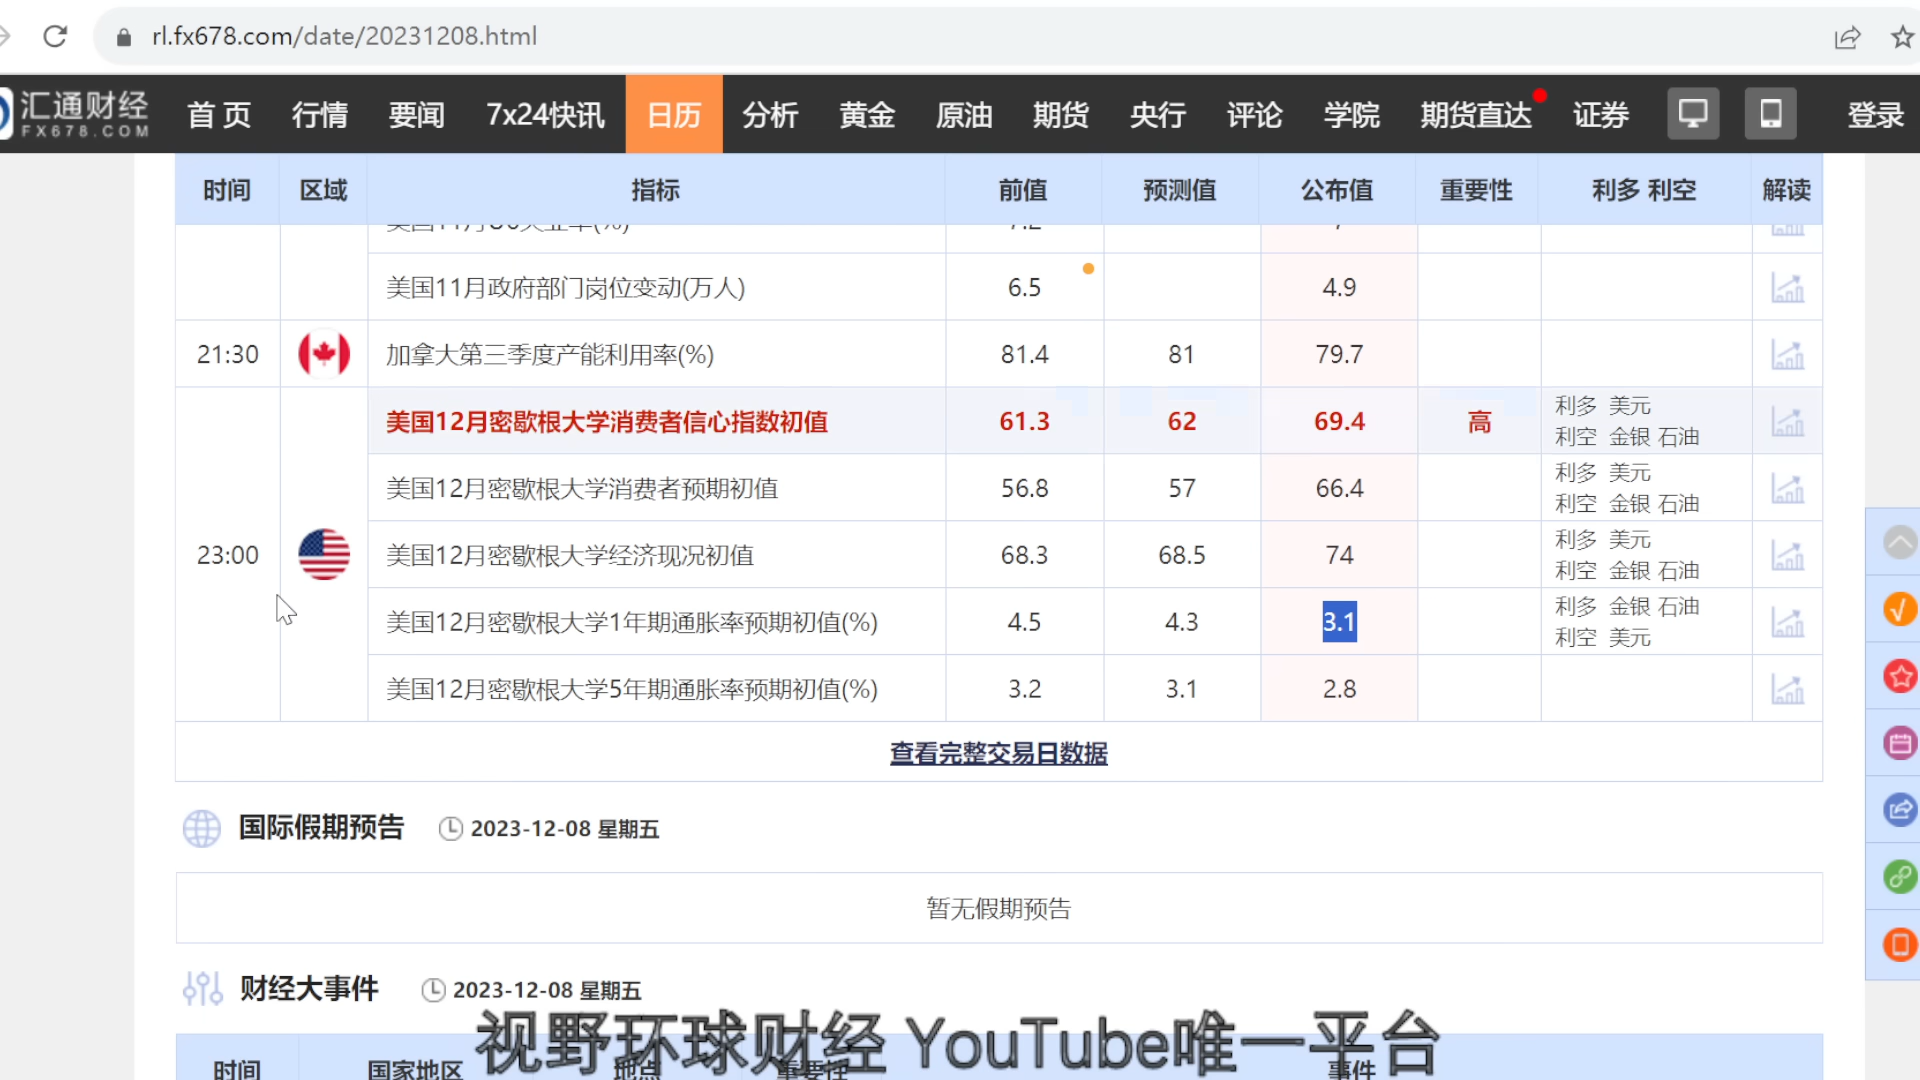 rl.fx678.com/date/20231208.html
汇通财经
FX678.COM
首页 行情 要闻 7x24快讯 日历 分析 黄金 原油 期货 央行 评论 学院 期货直达 证券 登录
时间 区域 指标 前值 预测值 公布值 重要性 利多 利空 解读
美国11月政府部门岗位变动(万人) 6.5 4.9
21:30 加拿大第三季度产能利用率(%) 81.4 81 79.7
23:00
美国12月密歇根大学消费者信心指数初值 61.3 62 69.4 高 利多 美元
利空 金银 石油
美国12月密歇根大学消费者预期初值 56.8 57 66.4 利多 美元
利空 金银 石油
美国12月密歇根大学经济现况初值 68.3 68.5 74 利多 美元
利空 金银 石油
美国12月密歇根大学1年期通胀率预期初值(%) 4.5 4.3 3.1 利多 金银 石油
利空 美元
美国12月密歇根大学5年期通胀率预期初值(%) 3.2 3.1 2.8
查看完整交易日数据
国际假期预告 2023-12-08 星期五
暂无假期预告
财经大事件 2023-12-08 星期五
视野环球财经 YouTube唯一平台
时间 国家地区 地点 重要性 事件